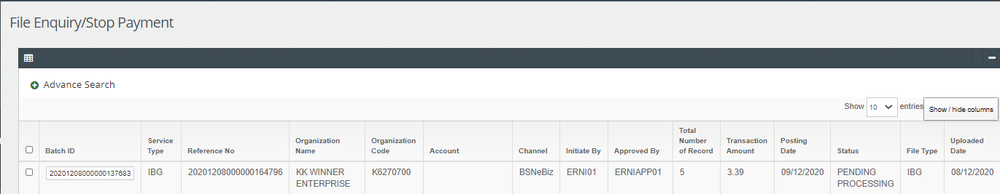 File Enquiry/Stop Payment
Advance Search
Show 10 entries Show / hide columns
Batch ID Service Type Reference No Organization Name Organization Code Account Channel Initiate By Approved By Total Number of Record Transaction Amount Posting Date Status File Type Uploaded Date
20201208000000137683 IBG 20201208000000164796 KK WINNER ENTERPRISE K6270700 BSNeBiz ERNI01 ERNIAPP01 5 3.39 09/12/2020 PENDING PROCESSING IBG 08/12/2020